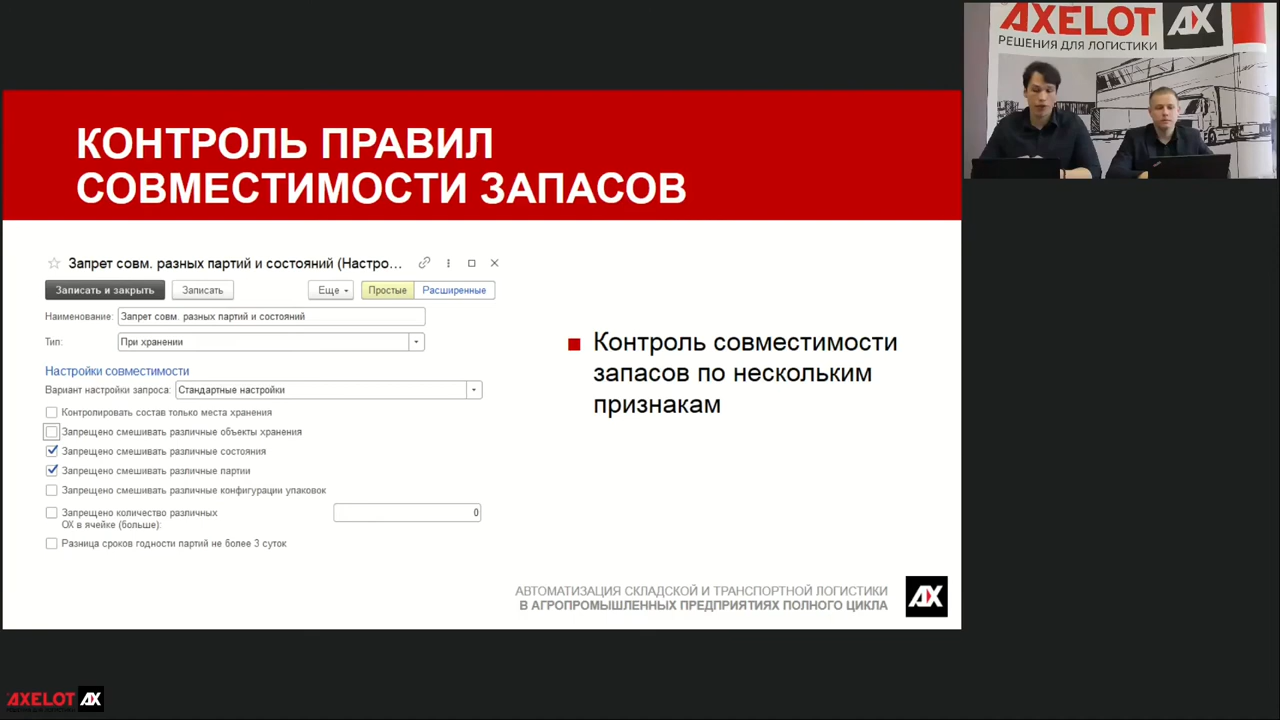 AXELOT AX
РЕШЕНИЯ ДЛЯ ЛОГИСТИКИ
КОНТРОЛЬ ПРАВИЛ
СОВМЕСТИМОСТИ ЗАПАСОВ
Запрет совм. разных партий и состояний (Настро...
Записать и закрыть Записать Еще Простые Расширенные
Наименование: Запрет совм. разных партий и состояний
Тип: При хранении
Настройки совместимости
Вариант настройки запроса: Стандартные настройки
Контролировать состав только места хранения
Запрещено смешивать различные объекты хранения
Запрещено смешивать различные состояния
Запрещено смешивать различные партии
Запрещено смешивать различные конфигурации упаковок
Запрещено количество различных 0
ОХ в ячейке (больше):
Разница сроков годности партий не более 3 суток
Контроль совместимости
запасов по нескольким
признакам
АВТОМАТИЗАЦИЯ СКЛАДСКОЙ И ТРАНСПОРТНОЙ ЛОГИСТИКИ
В АГРОПРОМЫШЛЕННЫХ ПРЕДПРИЯТИЯХ ПОЛНОГО ЦИКЛА
AX
AXELOT AX
РЕШЕНИЯ ДЛЯ ЛОГИСТИКИ